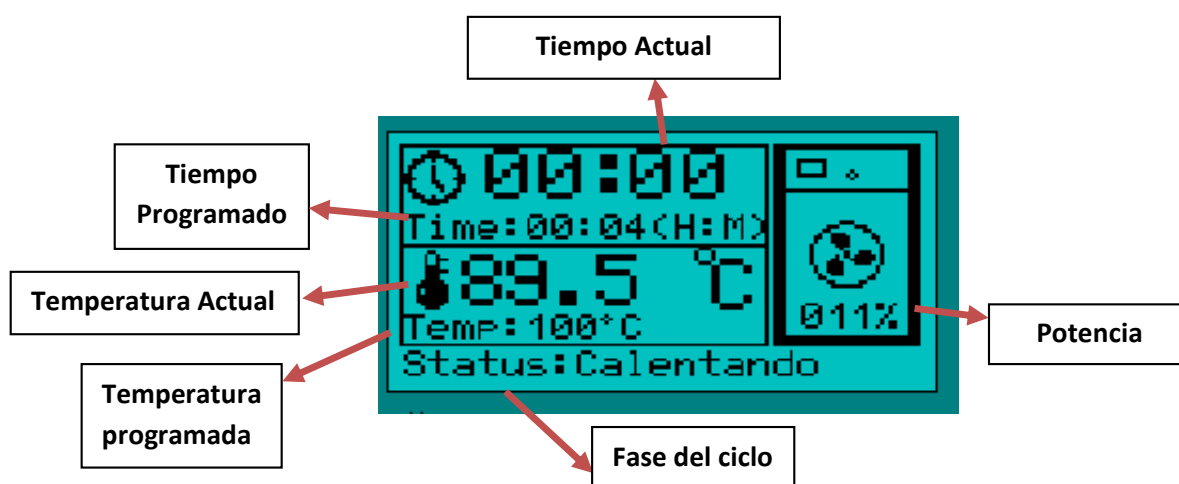 Tiempo Actual
Tiempo
Programado
00:00
Time:00:04(H:M)
Temperatura Actual
89.5 °C
Temp:100°C
011%
Potencia
Status:Calentando
Temperatura
programada
Fase del ciclo